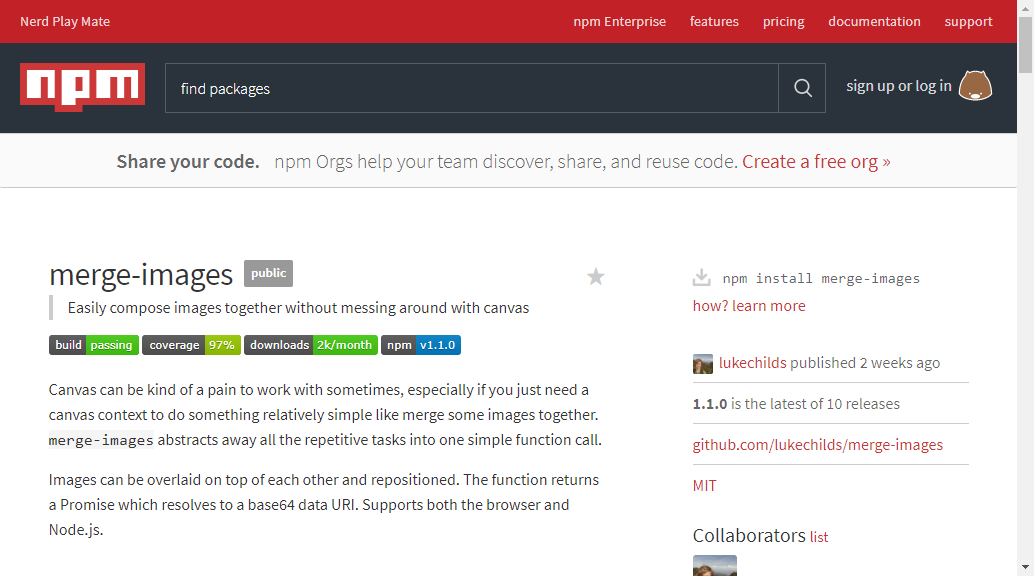 Nerd Play Mate
npm Enterprise features pricing documentation support
npm
find packages
sign up or log in
Share your code. npm Orgs help your team discover, share, and reuse code. Create a free org »
merge-images public
Easily compose images together without messing around with canvas
build passing coverage 97% downloads 2k/month npm v1.1.0
Canvas can be kind of a pain to work with sometimes, especially if you just need a
canvas context to do something relatively simple like merge some images together.
merge-images abstracts away all the repetitive tasks into one simple function call.
Images can be overlaid on top of each other and repositioned. The function returns
a Promise which resolves to a base64 data URI. Supports both the browser and
Node.js.
npm install merge-images
how? learn more
lukechilds published 2 weeks ago
1.1.0 is the latest of 10 releases
github.com/lukechilds/merge-images
MIT
Collaborators list